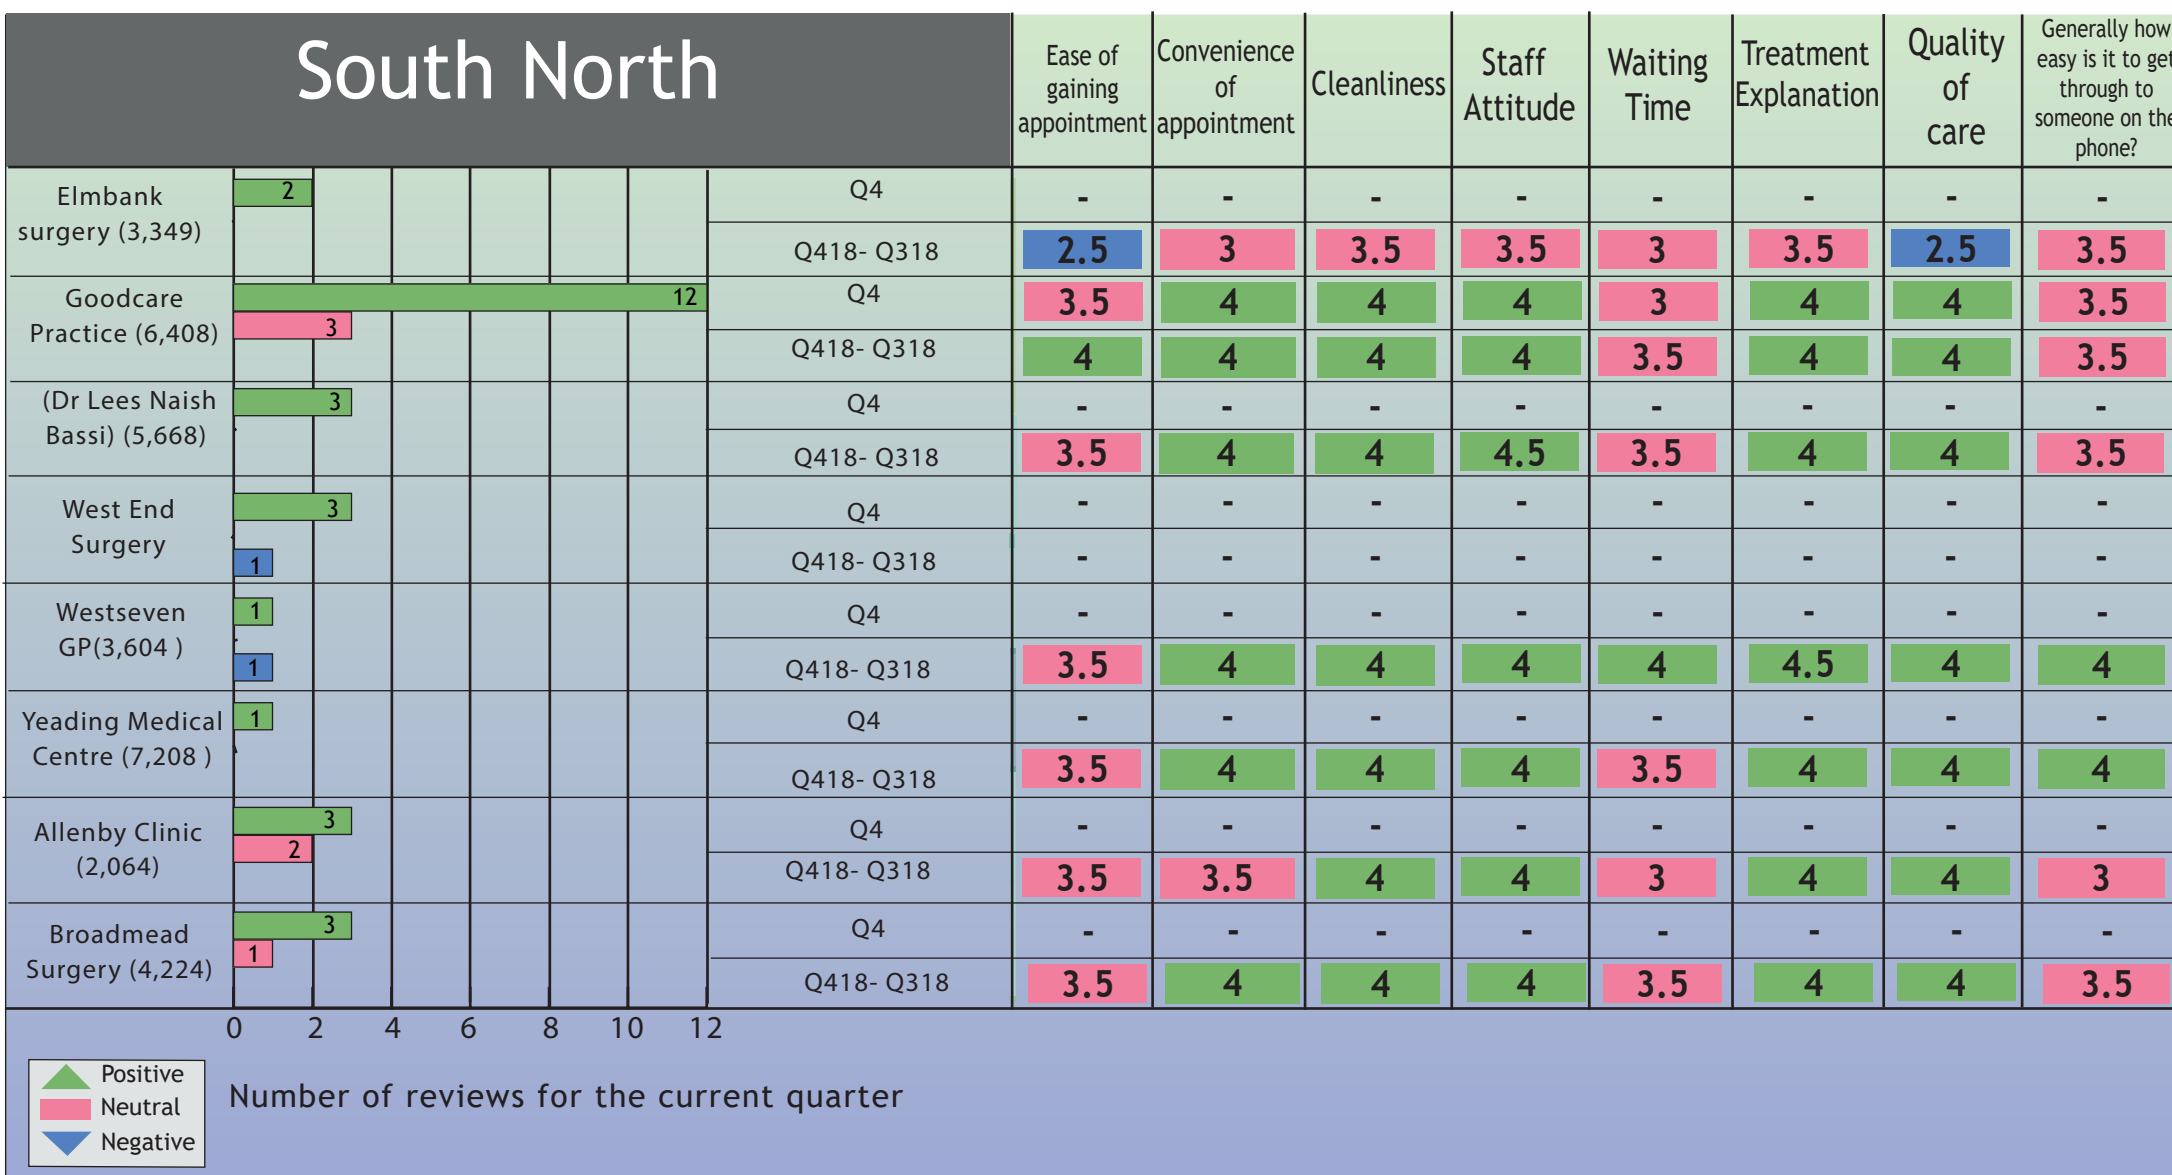 South North
Ease of
gaining
appointment
Convenience
of
appointment
Cleanliness
Staff
Attitude
Waiting
Time
Treatment
Explanation
Quality
of
care
Generally how
easy is it to get
through to
someone on the
phone?
Elmbank
surgery (3,349)
2
Q4
- - - - - - - -
Q418- Q318
2.5 3 3.5 3.5 3 3.5 2.5 3.5
Goodcare
Practice (6,408)
12
3
Q4
3.5 4 4 4 3 4 4 3.5
Q418- Q318
4 4 4 4 3.5 4 4 3.5
(Dr Lees Naish
Bassi) (5,668)
3
Q4
- - - - - - - -
Q418- Q318
3.5 4 4 4.5 3.5 4 4 3.5
West End
Surgery
3
1
Q4
- - - - - - - -
Q418- Q318
- - - - - - - -
Westseven
GP(3,604 )
1
1
Q4
- - - - - - - -
Q418- Q318
3.5 4 4 4 4 4.5 4 4
Yeading Medical
Centre (7,208 )
1
Q4
- - - - - - - -
Q418- Q318
3.5 4 4 4 3.5 4 4 4
Allenby Clinic
(2,064)
3
2
Q4
- - - - - - - -
Q418- Q318
3.5 3.5 4 4 3 4 4 3
Broadmead
Surgery (4,224)
3
1
Q4
- - - - - - - -
Q418- Q318
3.5 4 4 4 3.5 4 4 3.5
0 2 4 6 8 10 12
Positive
Neutral
Negative
Number of reviews for the current quarter